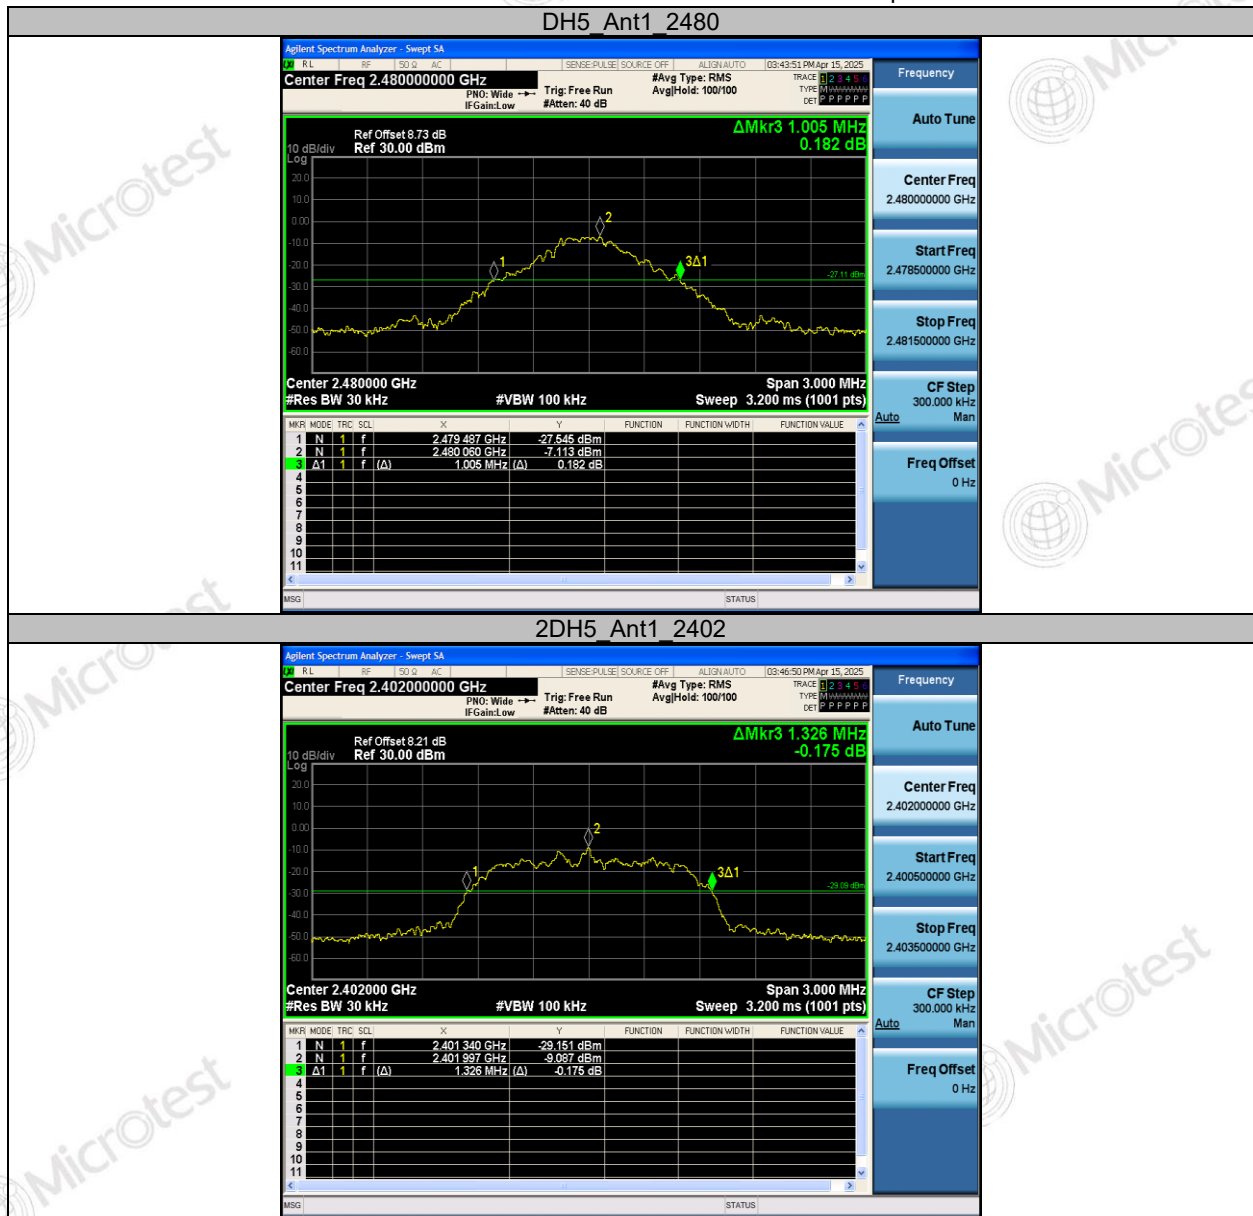 DH5_Ant1_2480
Agilent Spectrum Analyzer - Swept SA
RL RF 50 Ω AC SENSE:PULSE SOURCE OFF ALIGN AUTO 03:43:51 PM Apr 15, 2025
Center Freq 2.480000000 GHz
PNO: Wide
IFGain:Low
Trig: Free Run
#Atten: 40 dB
#Avg Type: RMS
Avg|Hold: 100/100
TRACE 1 2 3 4 5 6
TYPE M
DET P P P P P P
Frequency
Auto Tune
Center Freq
2.480000000 GHz
Start Freq
2.478500000 GHz
Stop Freq
2.481500000 GHz
CF Step
300.000 kHz
Auto Man
Freq Offset
0 Hz
ΔMkr3 1.005 MHz
0.182 dB
Ref Offset 8.73 dB
10 dB/div Ref 30.00 dBm
Log
20.0
10.0
0.00
-10.0
-20.0
-30.0
-40.0
-50.0
-60.0
1
2
3Δ1
-27.11 dBm
Center 2.480000 GHz Span 3.000 MHz
#Res BW 30 kHz #VBW 100 kHz Sweep 3.200 ms (1001 pts)
MKR MODE TRC SCL X Y FUNCTION FUNCTION WIDTH FUNCTION VALUE
1 N 1 f 2.479 487 GHz -27.545 dBm
2 N 1 f 2.480 060 GHz -7.113 dBm
3 Δ1 1 f (Δ) 1.005 MHz (Δ) 0.182 dB
4
5
6
7
8
9
10
11
MSG STATUS
2DH5_Ant1_2402
Agilent Spectrum Analyzer - Swept SA
RL RF 50 Ω AC SENSE:PULSE SOURCE OFF ALIGN AUTO 03:46:50 PM Apr 15, 2025
Center Freq 2.402000000 GHz
PNO: Wide
IFGain:Low
Trig: Free Run
#Atten: 40 dB
#Avg Type: RMS
Avg|Hold: 100/100
TRACE 1 2 3 4 5 6
TYPE M
DET P P P P P P
Frequency
Auto Tune
Center Freq
2.402000000 GHz
Start Freq
2.400500000 GHz
Stop Freq
2.403500000 GHz
CF Step
300.000 kHz
Auto Man
Freq Offset
0 Hz
ΔMkr3 1.326 MHz
-0.175 dB
Ref Offset 8.21 dB
10 dB/div Ref 30.00 dBm
Log
20.0
10.0
0.00
-10.0
-20.0
-30.0
-40.0
-50.0
-60.0
1
2
3Δ1
-29.09 dBm
Center 2.402000 GHz Span 3.000 MHz
#Res BW 30 kHz #VBW 100 kHz Sweep 3.200 ms (1001 pts)
MKR MODE TRC SCL X Y FUNCTION FUNCTION WIDTH FUNCTION VALUE
1 N 1 f 2.401 340 GHz -29.151 dBm
2 N 1 f 2.401 997 GHz -9.087 dBm
3 Δ1 1 f (Δ) 1.326 MHz (Δ) -0.175 dB
4
5
6
7
8
9
10
11
MSG STATUS
Microtest
Microtest
Microtest
Microtest